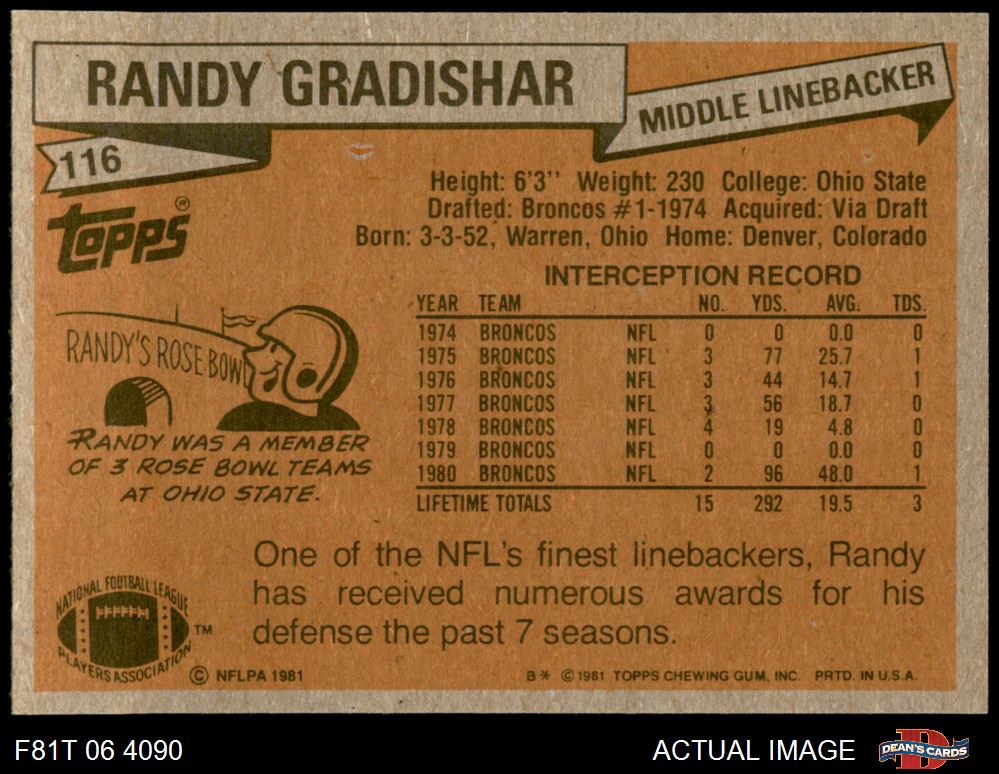 RANDY GRADISHAR
MIDDLE LINEBACKER
116
topps®
Height: 6'3'' Weight: 230 College: Ohio State
Drafted: Broncos #1-1974 Acquired: Via Draft
Born: 3-3-52, Warren, Ohio Home: Denver, Colorado
INTERCEPTION RECORD
YEAR TEAM NO. YDS. AVG. TDS.
1974 BRONCOS NFL 0 0 0.0 0
1975 BRONCOS NFL 3 77 25.7 1
1976 BRONCOS NFL 3 44 14.7 1
1977 BRONCOS NFL 3 56 18.7 0
1978 BRONCOS NFL 4 19 4.8 0
1979 BRONCOS NFL 0 0 0.0 0
1980 BRONCOS NFL 2 96 48.0 1
LIFETIME TOTALS 15 292 19.5 3
RANDY'S ROSE BOWL
RANDY WAS A MEMBER
OF 3 ROSE BOWL TEAMS
AT OHIO STATE.
One of the NFL's finest linebackers, Randy
has received numerous awards for his
defense the past 7 seasons.
NATIONAL FOOTBALL LEAGUE
PLAYERS ASSOCIATION
TM
© NFLPA 1981
B* © 1981 TOPPS CHEWING GUM, INC. PRTD. IN U.S.A.
F81T 06 4090
ACTUAL IMAGE
DEAN'S CARDS